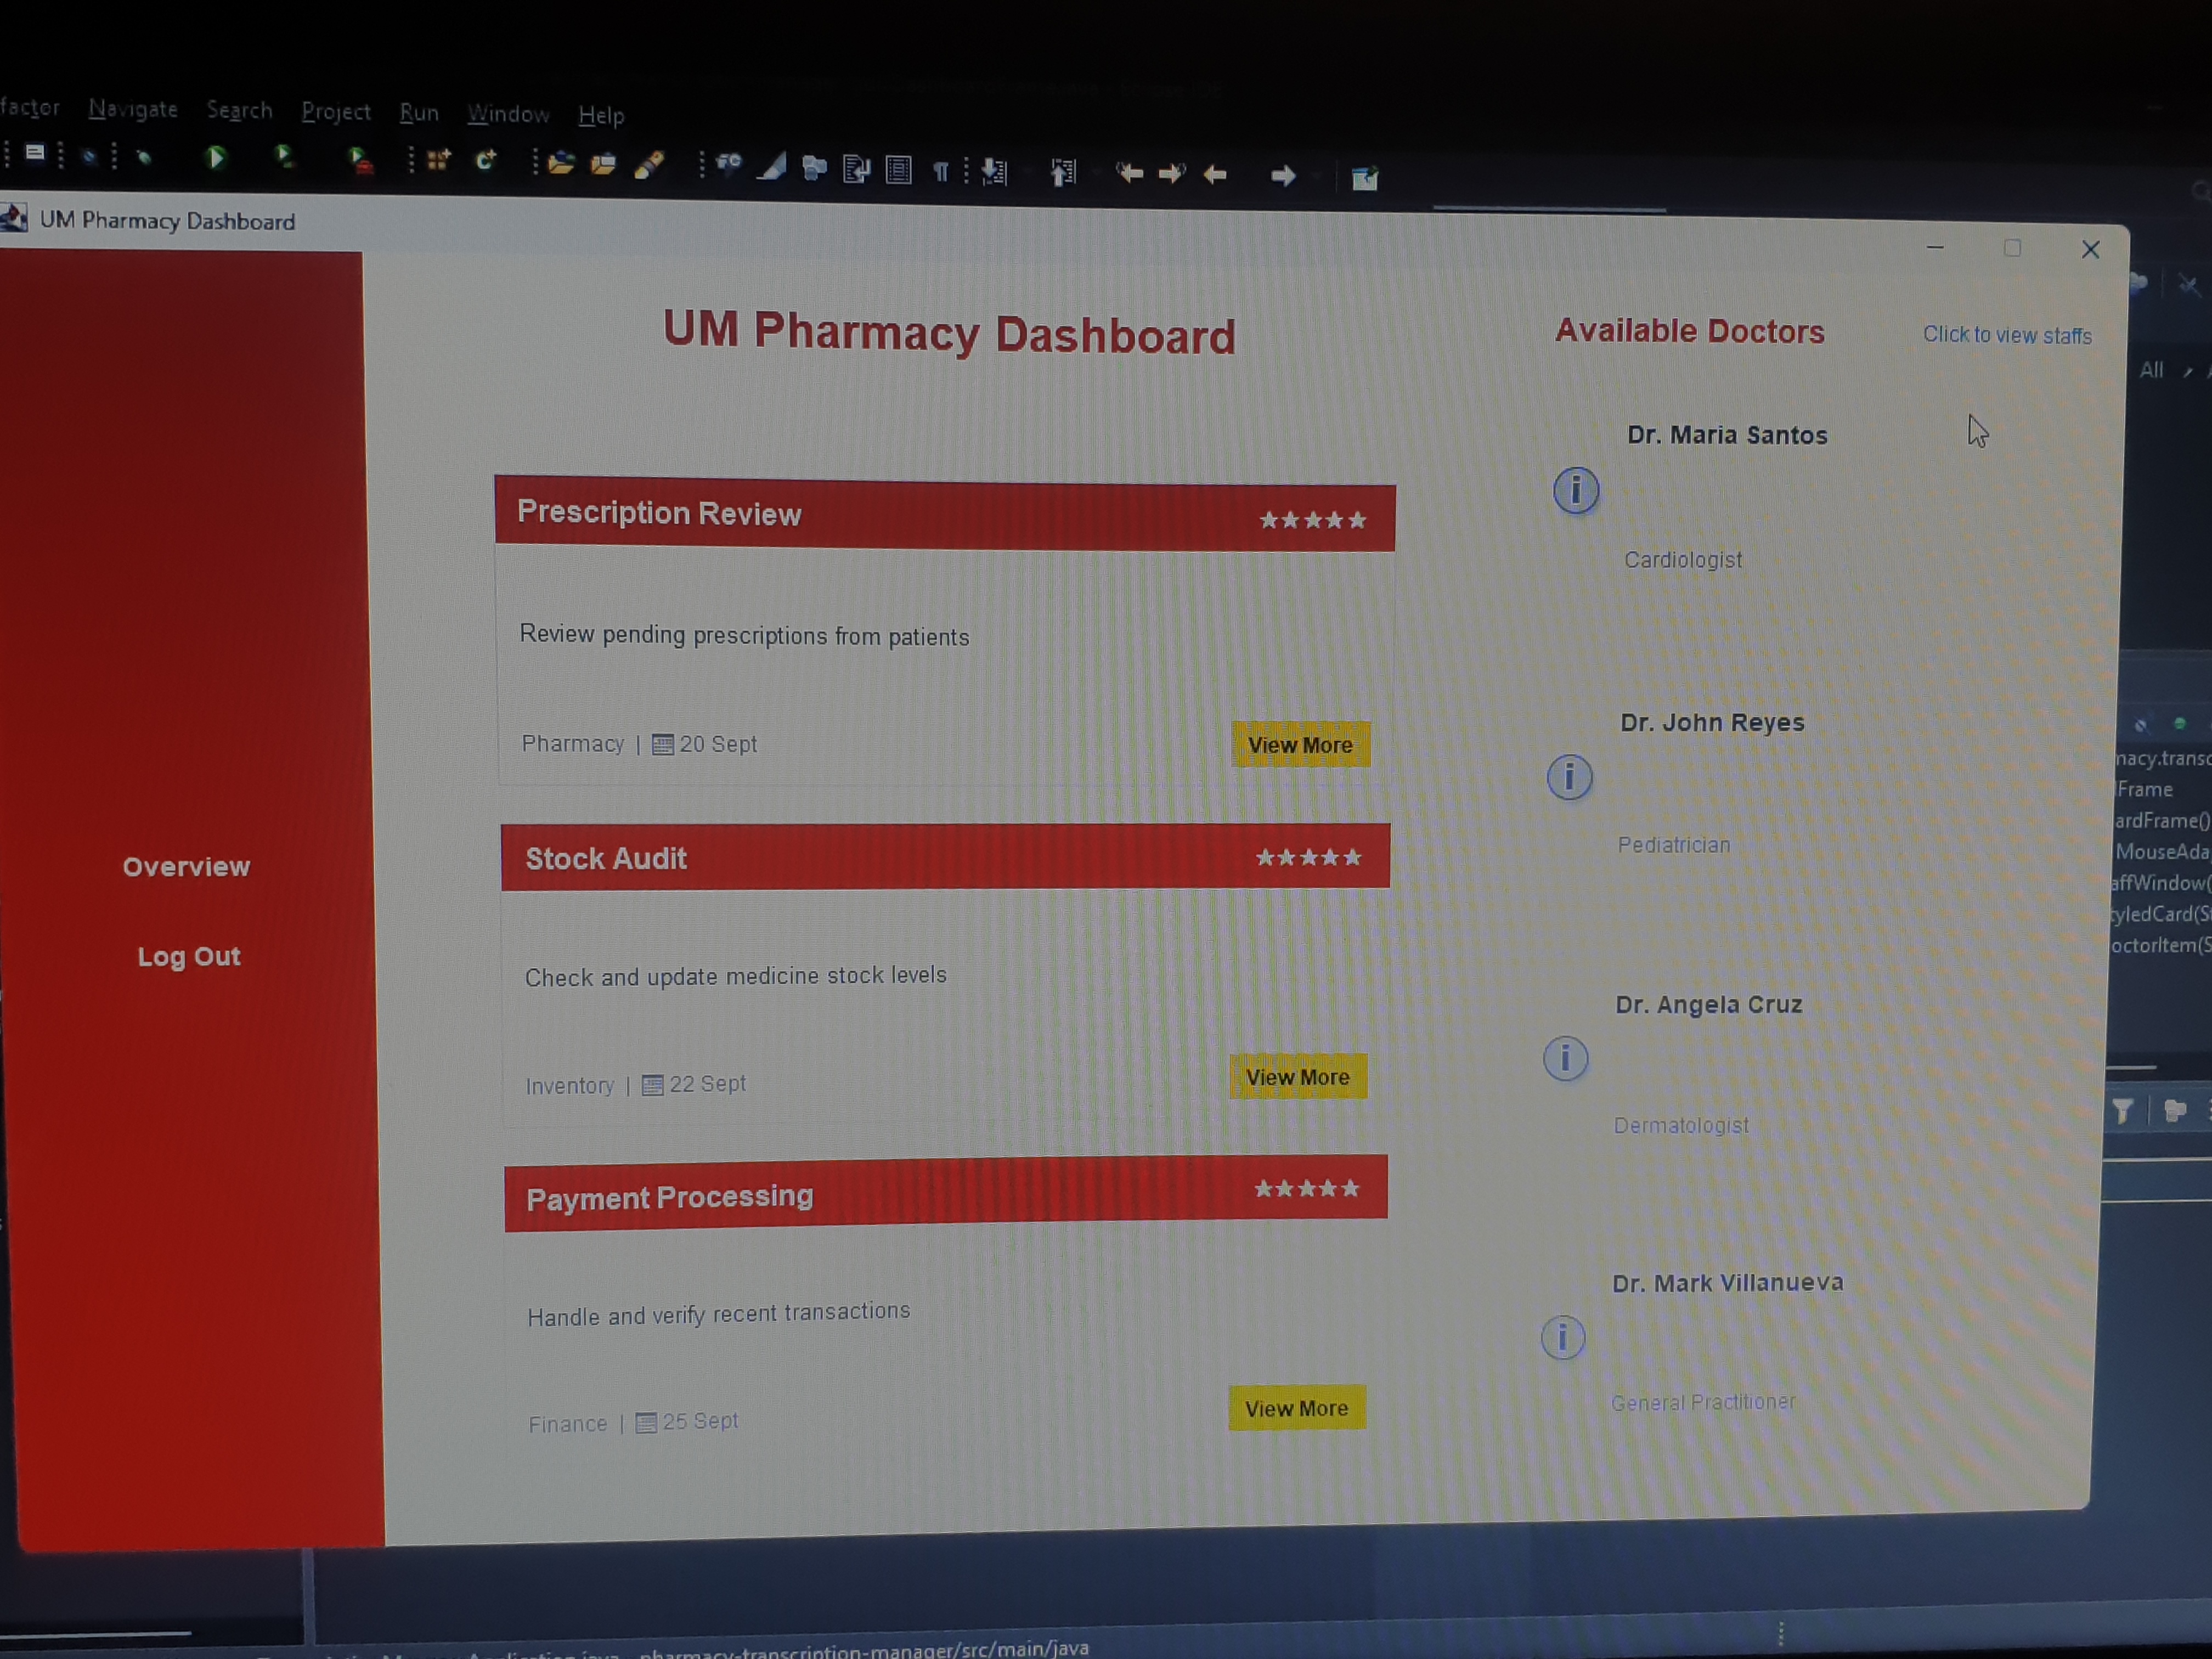 Navigate Search Project Run Window Help
UM Pharmacy Dashboard
UM Pharmacy Dashboard
Prescription Review ★★★★★
Review pending prescriptions from patients
Pharmacy | 20 Sept
View More
Stock Audit ★★★★★
Check and update medicine stock levels
Inventory | 22 Sept
View More
Payment Processing ★★★★★
Handle and verify recent transactions
Finance | 25 Sept
View More
Overview
Log Out
Available Doctors
Click to view staffs
Dr. Maria Santos
Cardiologist
Dr. John Reyes
Pediatrician
Dr. Angela Cruz
Dermatologist
Dr. Mark Villanueva
General Practitioner
All
macy.transc
Frame
ardFrame()
MouseAda
affWindow(
tyledCard(S
octorItem(S
pharmacy-transcription-manager/src/main/java